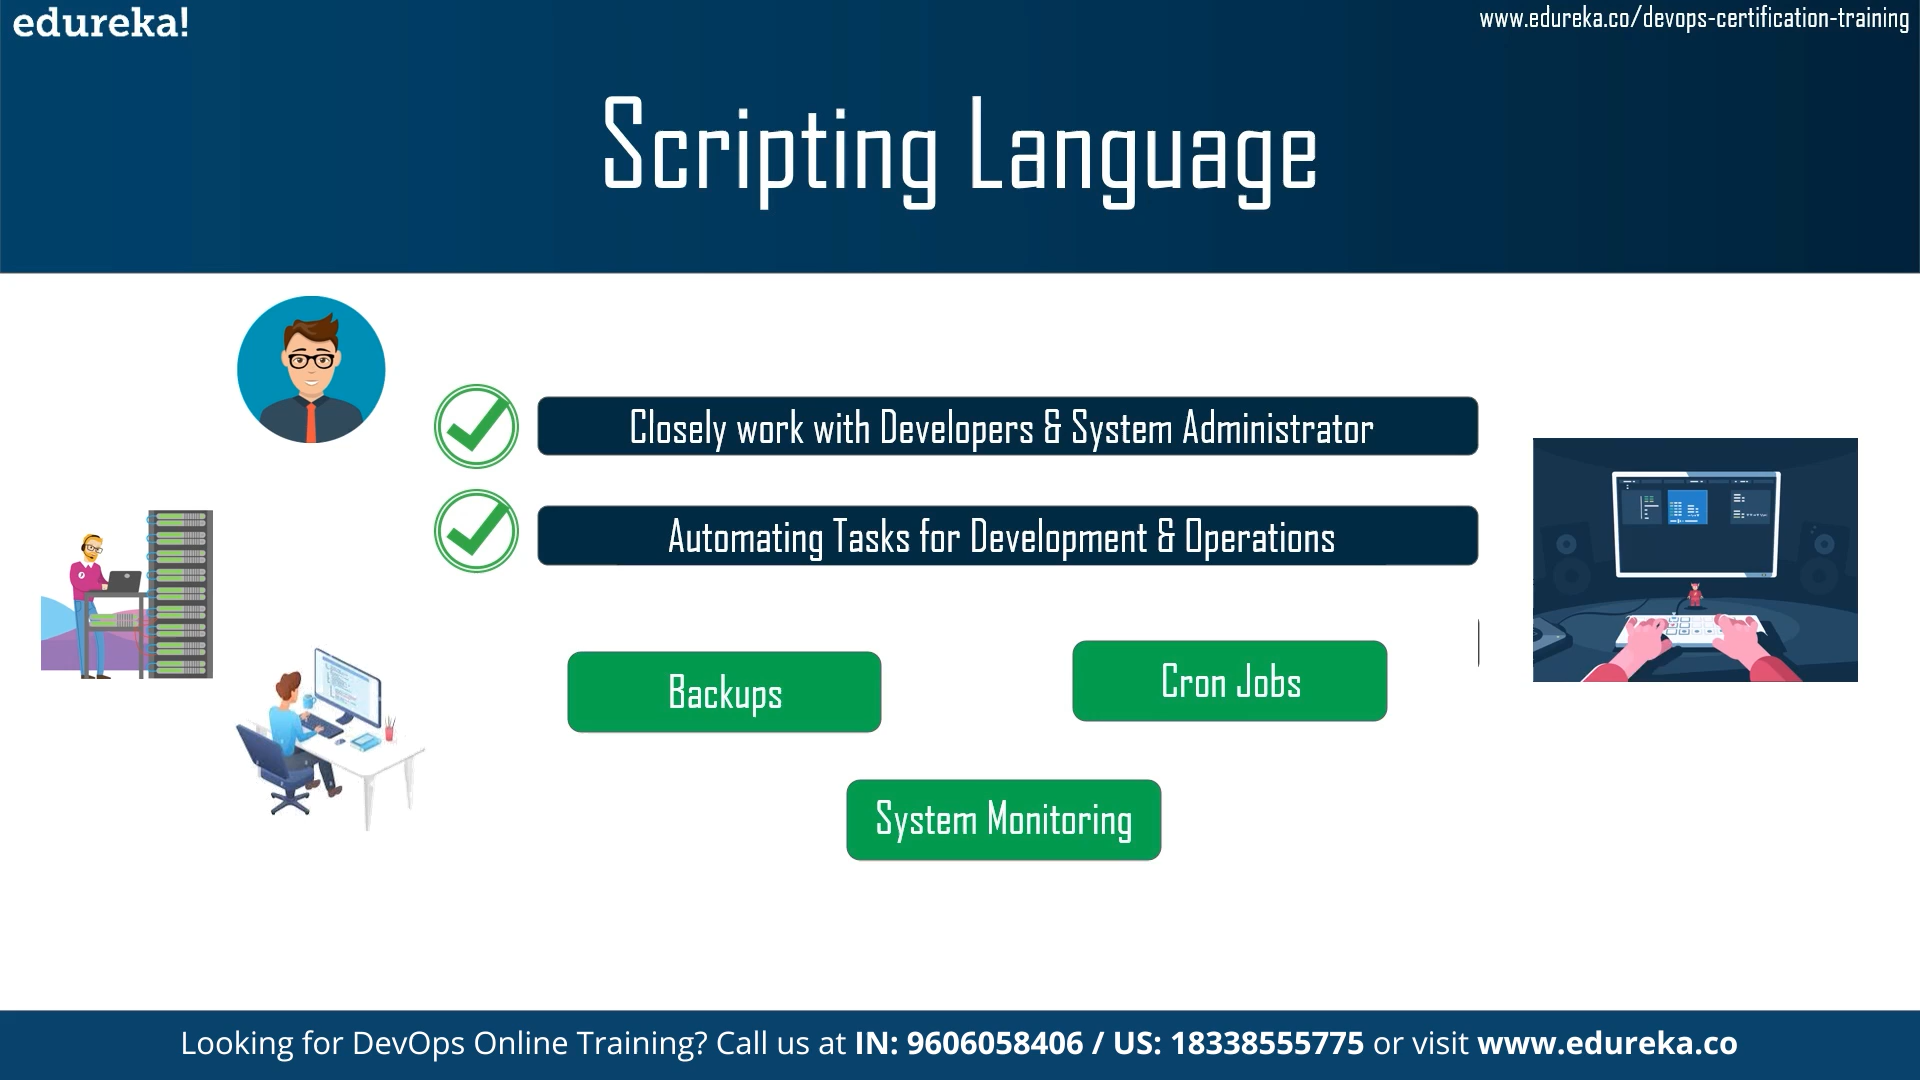 edureka!
www.edureka.co/devops-certification-training
Scripting Language
Closely work with Developers & System Administrator
Automating Tasks for Development & Operations
Backups
Cron Jobs
System Monitoring
Looking for DevOps Online Training? Call us at IN: 9606058406 / US: 18338555775 or visit www.edureka.co